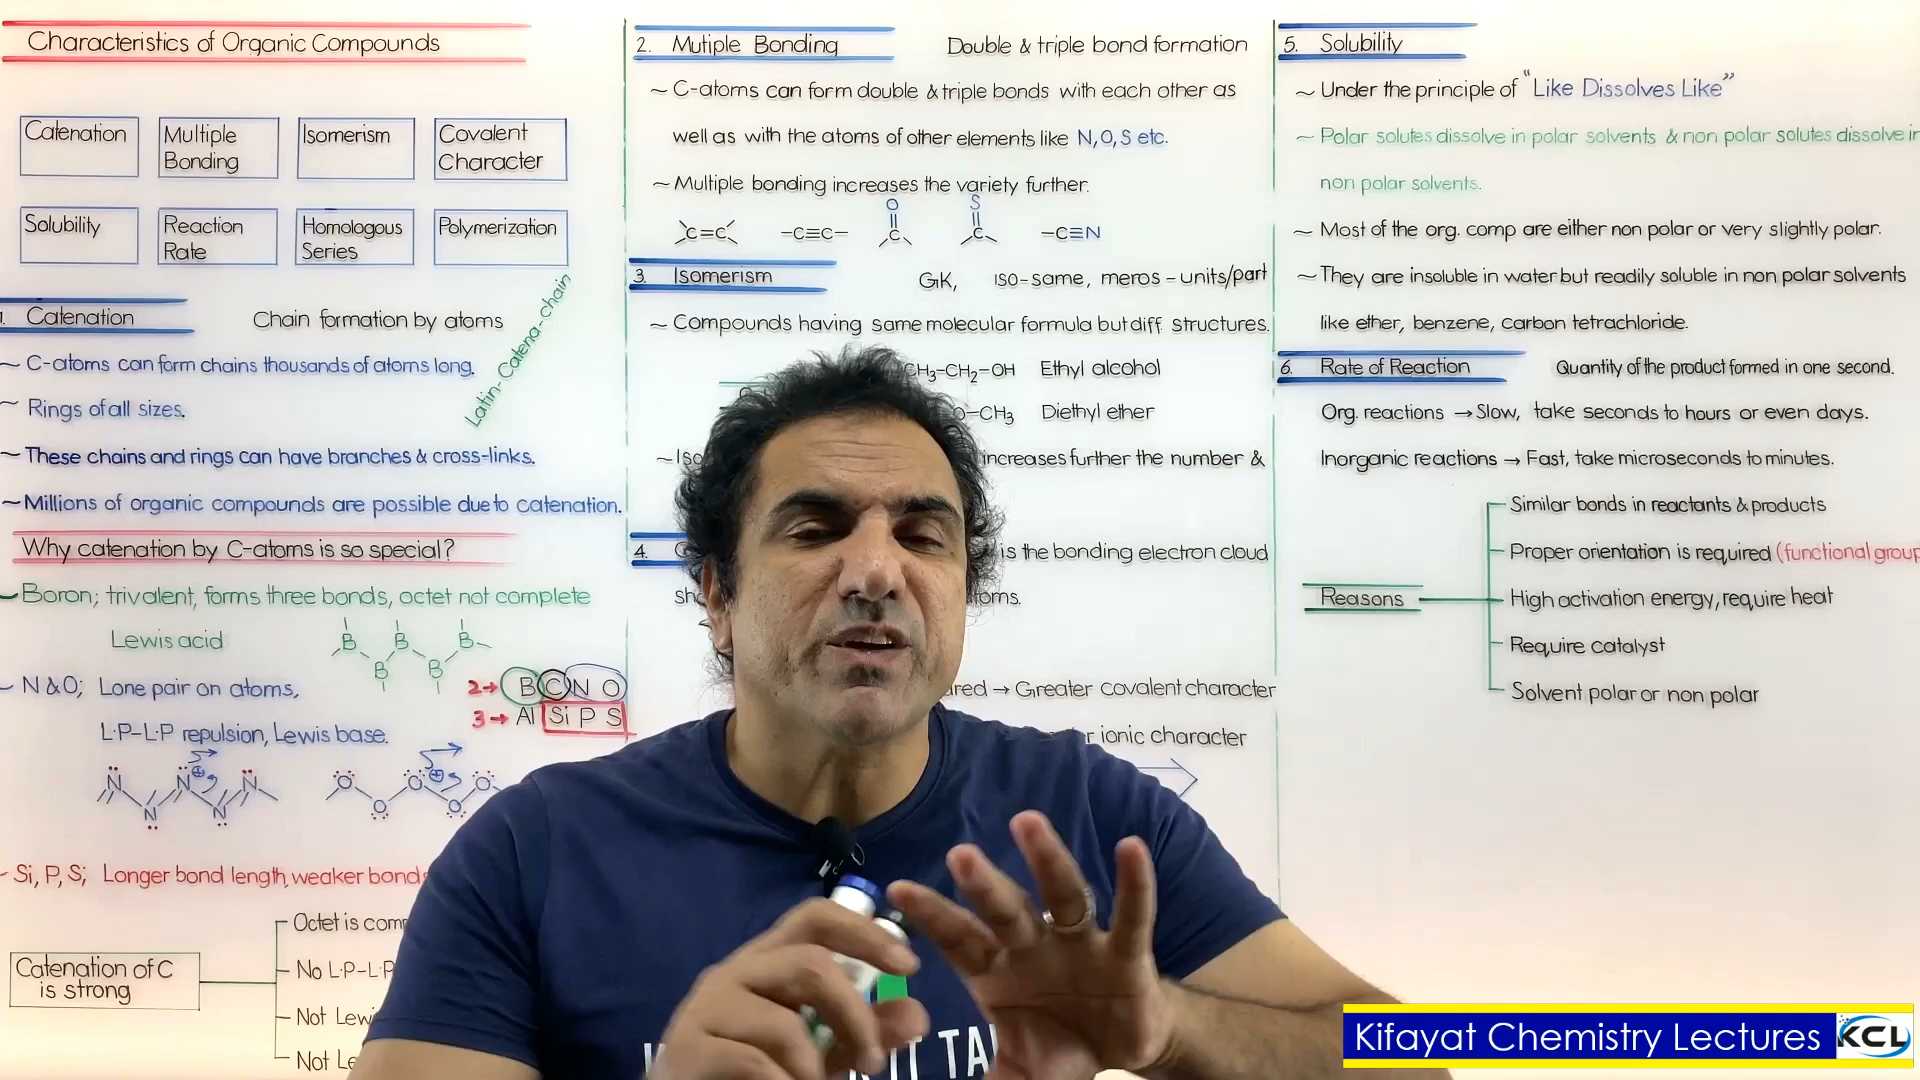 Characteristics of Organic Compounds
Catenation
Multiple
Bonding
Isomerism
Covalent
Character
Solubility
Reaction
Rate
Homologous
Series
Polymerization
1. Catenation Chain formation by atoms
Latin-Catena-chain
~ C-atoms can form chains thousands of atoms long.
~ Rings of all sizes.
~ These chains and rings can have branches & cross-links.
~ Millions of organic compounds are possible due to catenation.
Why catenation by C-atoms is so special?
~ Boron; trivalent, forms three bonds, octet not complete
Lewis acid
B B B
B B
~ N & O; Lone pair on atoms,
2→ B C N O
3→ Al Si P S
L·P-L·P repulsion, Lewis base.
N N N N N
O O O O O
~ Si, P, S; Longer bond length, weaker bonds
Catenation of C
is strong
Octet is com
No L·P-L·P
Not Lew
Not Le
2. Mutiple Bonding Double & triple bond formation
~ C-atoms can form double & triple bonds with each other as
well as with the atoms of other elements like N, O, S etc.
~ Multiple bonding increases the variety further.
O S
C=C -C≡C- C C -C≡N
3. Isomerism GK, iso=same, meros-units/part
~ Compounds having same molecular formula but diff. structures.
CH3-CH2-OH Ethyl alcohol
O-CH3 Diethyl ether
~ Iso increases further the number &
4. is the bonding electron cloud
sh toms.
red → Greater covalent character
ionic character
5. Solubility
~ Under the principle of "Like Dissolves Like"
~ Polar solutes dissolve in polar solvents & non polar solutes dissolve in
non polar solvents.
~ Most of the org. comp are either non polar or very slightly polar.
~ They are insoluble in water but readily soluble in non polar solvents
like ether, benzene, carbon tetrachloride.
6. Rate of Reaction Quantity of the product formed in one second.
Org. reactions → Slow, take seconds to hours or even days.
Inorganic reactions → Fast, take microseconds to minutes.
Reasons
Similar bonds in reactants & products
Proper orientation is required (functional group
High activation energy, require heat
Require catalyst
Solvent polar or non polar
Kifayat Chemistry Lectures KCL